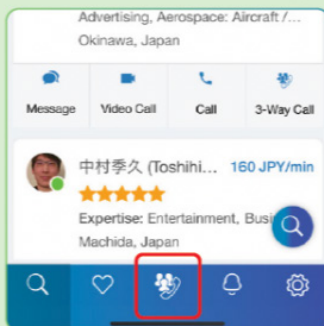 Advertising, Aerospace: Aircraft /...
Okinawa, Japan
Message Video Call Call 3-Way Call
中村季久 (Toshihi... 160 JPY/min
Expertise: Entertainment, Busi
Machida, Japan